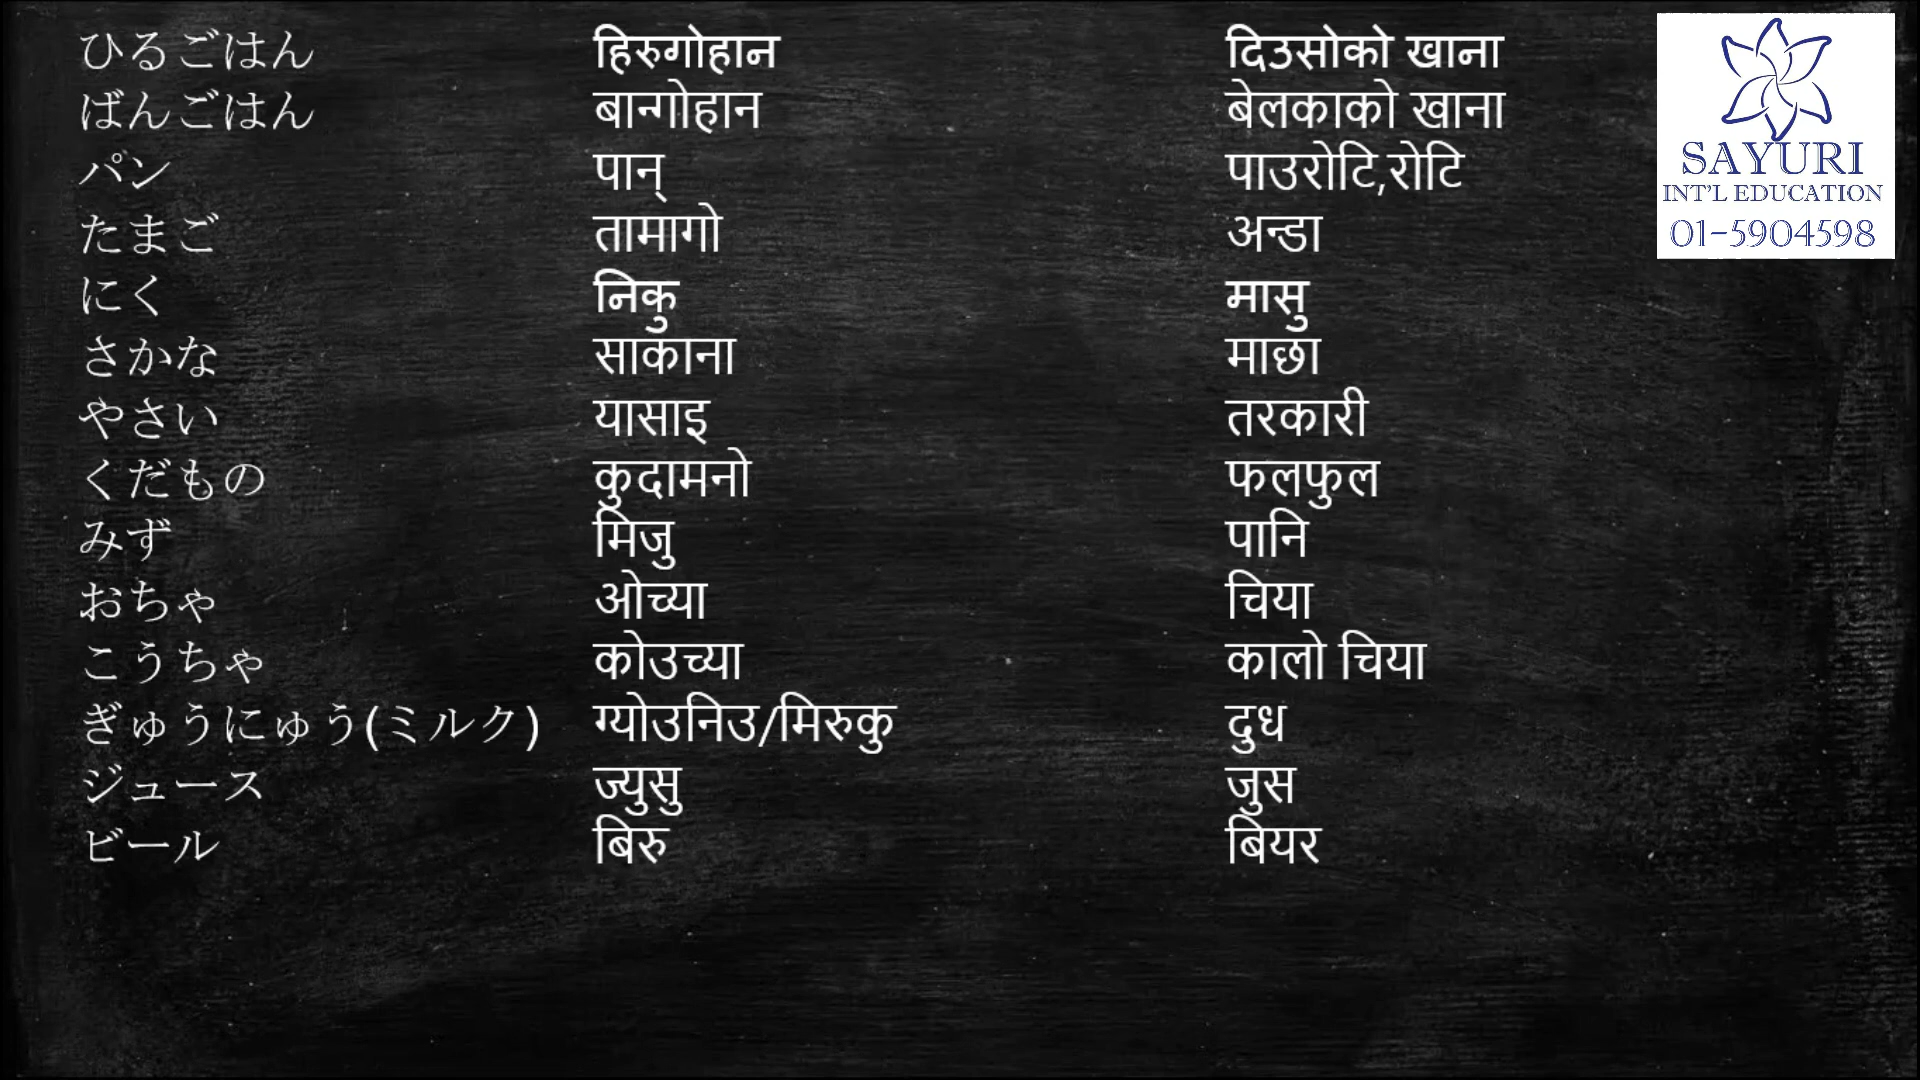 ひるごはん हिरुगोहान दिउसोको खाना
ばんごはん बान्गोहान बेलकाको खाना
パン पान् पाउरोटि,रोटि
たまご तामागो अन्डा
にく निकु मासु
さかな साकाना माछा
やさい यासाइ तरकारी
くだもの कुदामनो फलफुल
みず मिजु पानि
おちゃ ओच्या चिया
こうちゃ कोउच्या कालो चिया
ぎゅうにゅう(ミルク) ग्योउनिउ/मिरुकु दुध
ジュース ज्युसु जुस
ビール बिरु बियर
SAYURI
INT'L EDUCATION
01-5904598